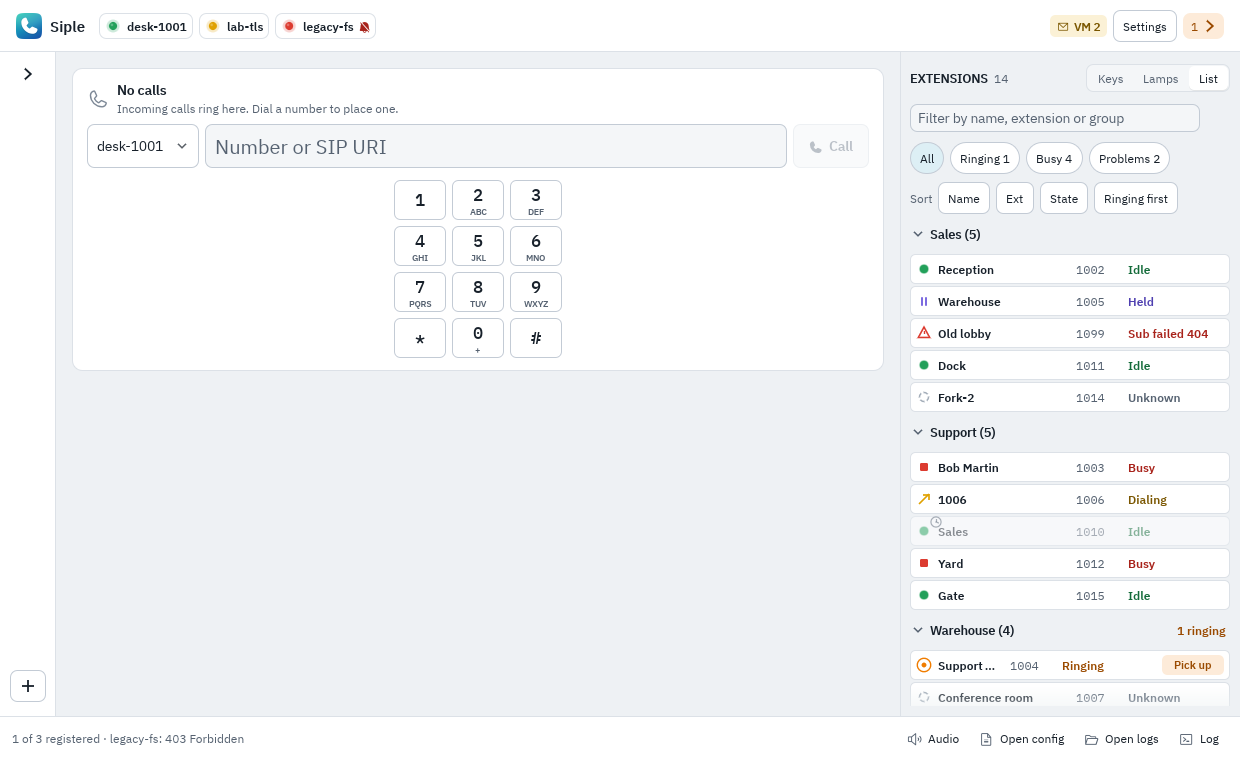 Siple desk-1001 lab-tls legacy-fs VM 2 Settings 1
No calls
Incoming calls ring here. Dial a number to place one.
desk-1001 Number or SIP URI Call
1 2 ABC 3 DEF
4 GHI 5 JKL 6 MNO
7 PQRS 8 TUV 9 WXYZ
* 0 + #
EXTENSIONS 14 Keys Lamps List
Filter by name, extension or group
All Ringing 1 Busy 4 Problems 2
Sort Name Ext State Ringing first
Sales (5)
Reception 1002 Idle
Warehouse 1005 Held
Old lobby 1099 Sub failed 404
Dock 1011 Idle
Fork-2 1014 Unknown
Support (5)
Bob Martin 1003 Busy
1006 1006 Dialing
Sales 1010 Idle
Yard 1012 Busy
Gate 1015 Idle
Warehouse (4) 1 ringing
Support ... 1004 Ringing Pick up
Conference room 1007 Unknown
1 of 3 registered · legacy-fs: 403 Forbidden Audio Open config Open logs Log